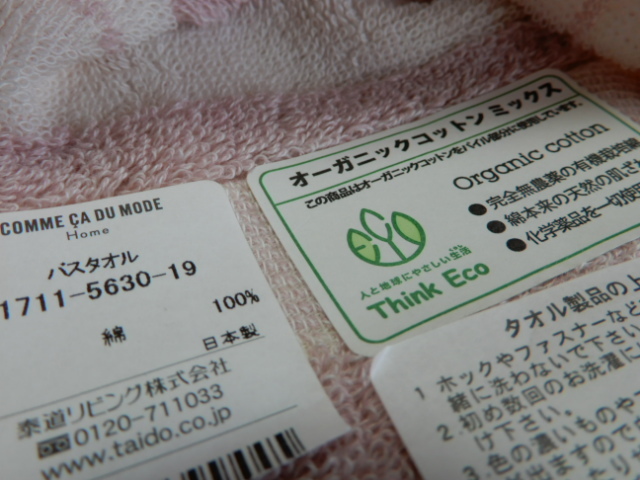 COMME ÇA DU MODE
Home
バスタオル
1711-5630-19
綿 100%
日本製
泰道リビング株式会社
0120-711033
www.taido.co.jp
オーガニックコットン ミックス
この商品はオーガニックコットンをパイル部分に使用しています。
Organic cotton
●完全無農薬の有機栽培
●綿本来の天然の肌ざ
●化学薬品を一切使
人と地球にやさしい生活
Think Eco
タオル製品の上
1 ホックやファスナーなど
緒に洗わないで下さい。
2. 初め数回のお洗濯に
け下さい。
3. 色の濃いものや
出ますので